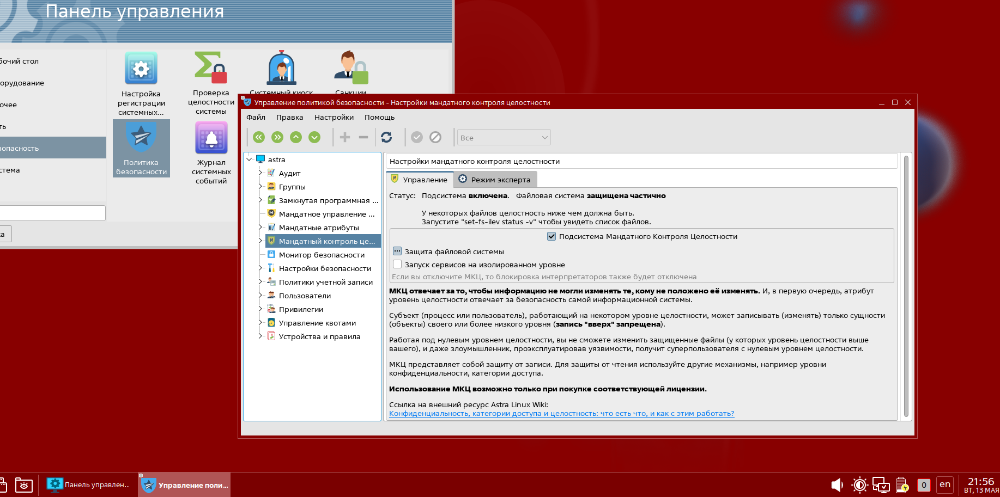 Панель управления
бочий стол
орудование
очее
ть
зопасность
стема
ка
Настройка
регистрации
системных...
Проверка
целостности
системы
Системный киоск
Санкции
Политика
безопасности
Журнал
системных
событий
Управление политикой безопасности - Настройки мандатного контроля целостности
Файл Правка Настройки Помощь
Все
astra
Аудит
Группы
Замкнутая программная ...
Мандатное управление ...
Мандатные атрибуты
Мандатный контроль це...
Монитор безопасности
Настройки безопасности
Политики учетной записи
Пользователи
Привилегии
Управление квотами
Устройства и правила
Настройки мандатного контроля целостности
Управление Режим эксперта
Статус: Подсистема включена. Файловая система защищена частично
У некоторых файлов целостность ниже чем должна быть.
Запустите "set-fs-ilev status -v" чтобы увидеть список файлов.
Подсистема Мандатного Контроля Целостности
Защита файловой системы
Запуск сервисов на изолированном уровне
Если вы отключите МКЦ, то блокировка интерпретаторов также будет отключена
МКЦ отвечает за то, чтобы информацию не могли изменять те, кому не положено её изменять. И, в первую очередь, атрибут
уровень целостности отвечает за безопасность самой информационной системы.
Субъект (процесс или пользователь), работающий на некотором уровне целостности, может записывать (изменять) только сущности
(объекты) своего или более низкого уровня (запись "вверх" запрещена).
Работая под нулевым уровнем целостности, вы не сможете изменить защищенные файлы (у которых уровень целостности выше
вашего), и даже злоумышленник, проэксплуатировав уязвимости, получит суперпользователя с нулевым уровнем целостности.
МКЦ представляет собой защиту от записи. Для защиты от чтения используйте другие механизмы, например уровни
конфиденциальности, категории доступа.
Использование МКЦ возможно только при покупке соответствующей лицензии.
Ссылка на внешний ресурс Astra Linux Wiki:
Конфиденциальность, категории доступа и целостность: что есть что, и как с этим работать?
Панель управлен...
Управление поли...
0
en
21:56
ВТ, 13 МАЯ